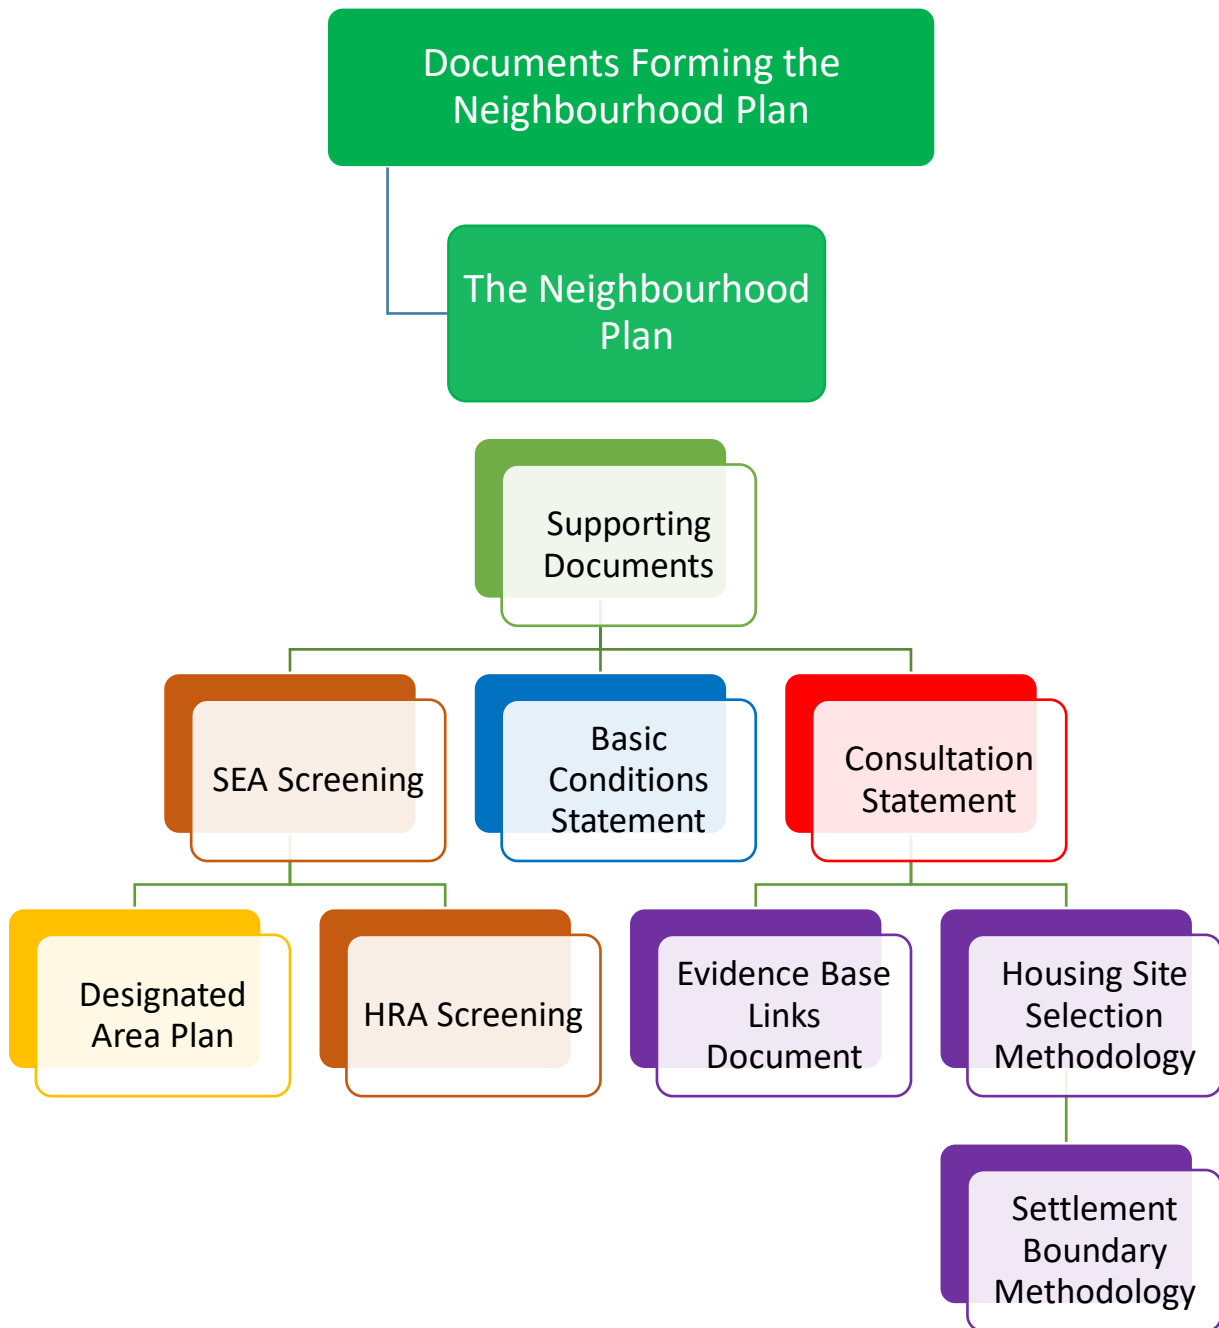 Documents Forming the
Neighbourhood Plan
The Neighbourhood
Plan
Supporting
Documents
SEA Screening
Basic
Conditions
Statement
Consultation
Statement
Designated
Area Plan
HRA Screening
Evidence Base
Links
Document
Housing Site
Selection
Methodology
Settlement
Boundary
Methodology